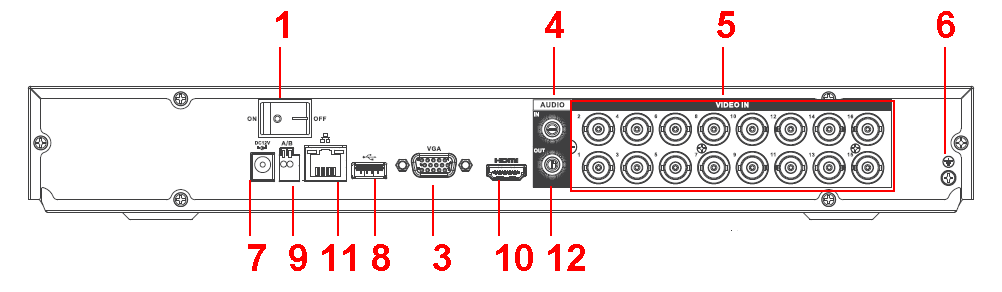 1 4 5 6
AUDIO VIDEO IN
ON OFF
IN 2 4 6 8 10 12 14 16
DC12V A/B
VGA HDMI OUT 1 3 5 7 9 11 13 15
7 9 11 8 3 10 12